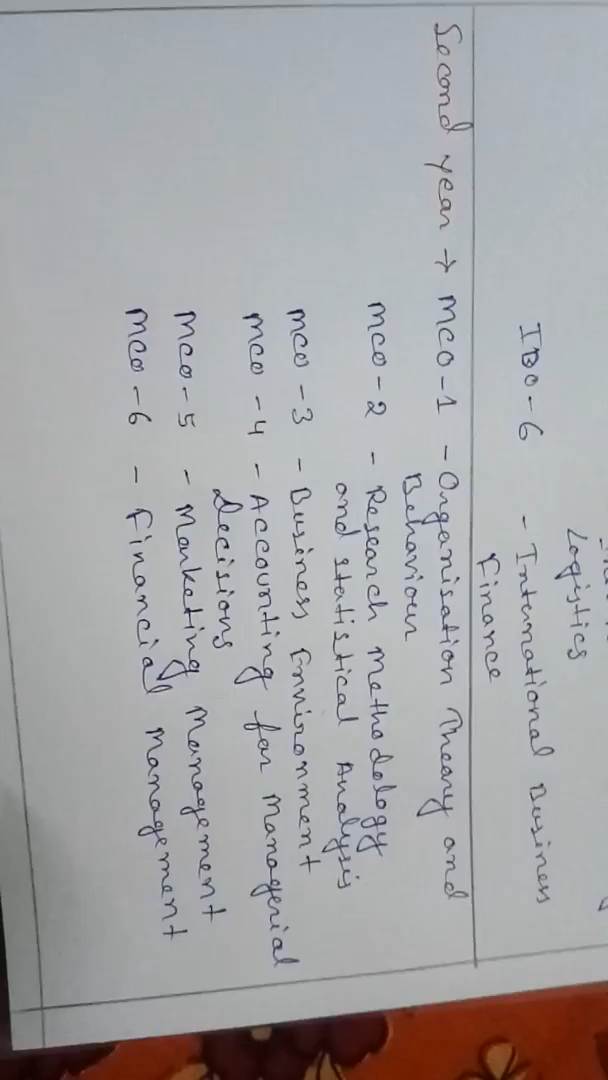 Logistics
IBO - 6 - International Business
Finance
Second year → MCO - 1 - Organisation Theory and
Behaviour
MCO - 2 - Research Methodology
and Statistical Analysis
MCO - 3 - Business Environment
MCO - 4 - Accounting for Managerial
Decisions
MCO - 5 - Marketing Management
MCO - 6 - Financial Management